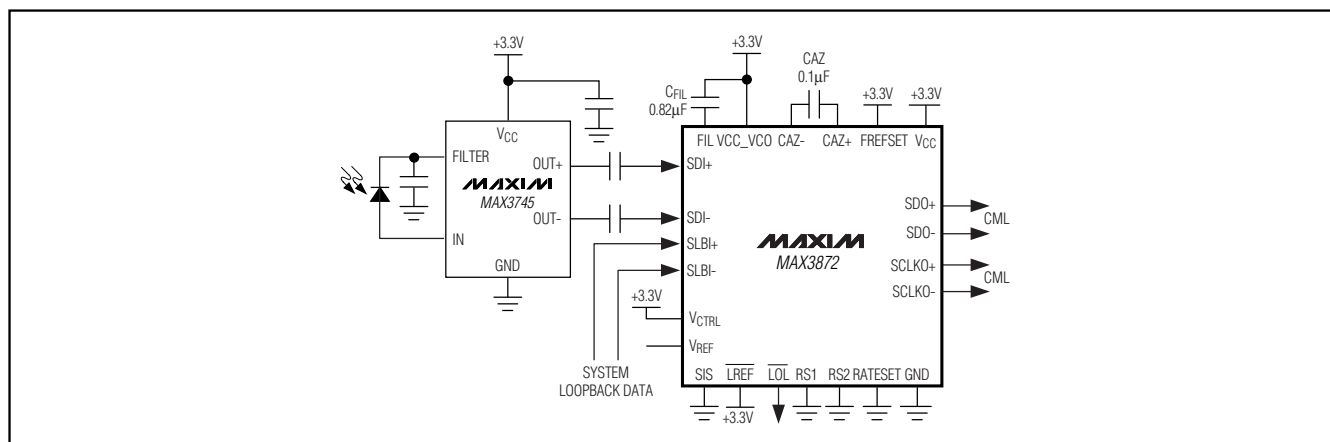 +3.3V
+3.3V
CAZ
0.1μF
CFIL
0.82μF
+3.3V
+3.3V
VCC
FILTER
OUT+
MAXIM
MAX3745
OUT-
IN
GND
FIL VCC_VCO CAZ- CAZ+ FREFSET VCC
SDI+
SDI-
SLBI+
SLBI-
VCTRL
VREF
MAXIM
MAX3872
SDO+
SDO-
SCLKO+
SCLKO-
CML
CML
+3.3V
SYSTEM
LOOPBACK DATA
SIS LREF LOL RS1 RS2 RATESET GND
+3.3V